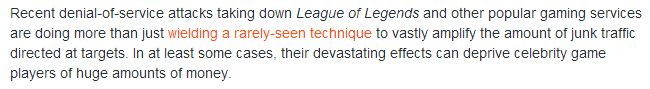 Recent denial-of-service attacks taking down League of Legends and other popular gaming services
are doing more than just wielding a rarely-seen technique to vastly amplify the amount of junk traffic
directed at targets. In at least some cases, their devastating effects can deprive celebrity game
players of huge amounts of money.